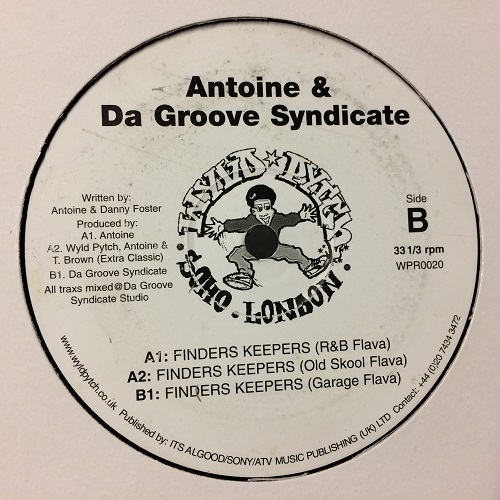 Antoine &
Da Groove Syndicate
Written by:
Antoine & Danny Foster
Produced by:
A1. Antoine
A2. Wyld Pytch, Antoine &
T. Brown (Extra Classic)
B1. Da Groove Syndicate
All traxs mixed@Da Groove
Syndicate Studio
WYLD PYTCH
SOHO • LONDON •
Side
B
33 1/3 rpm
WPR0020
A1: FINDERS KEEPERS (R&B Flava)
A2: FINDERS KEEPERS (Old Skool Flava)
B1: FINDERS KEEPERS (Garage Flava)
www.wyldpytch.co.uk Published by: ITS ALGOOD/SONY/ATV MUSIC PUBLISHING (UK) LTD Contact: +44 (0)20 7434 3472